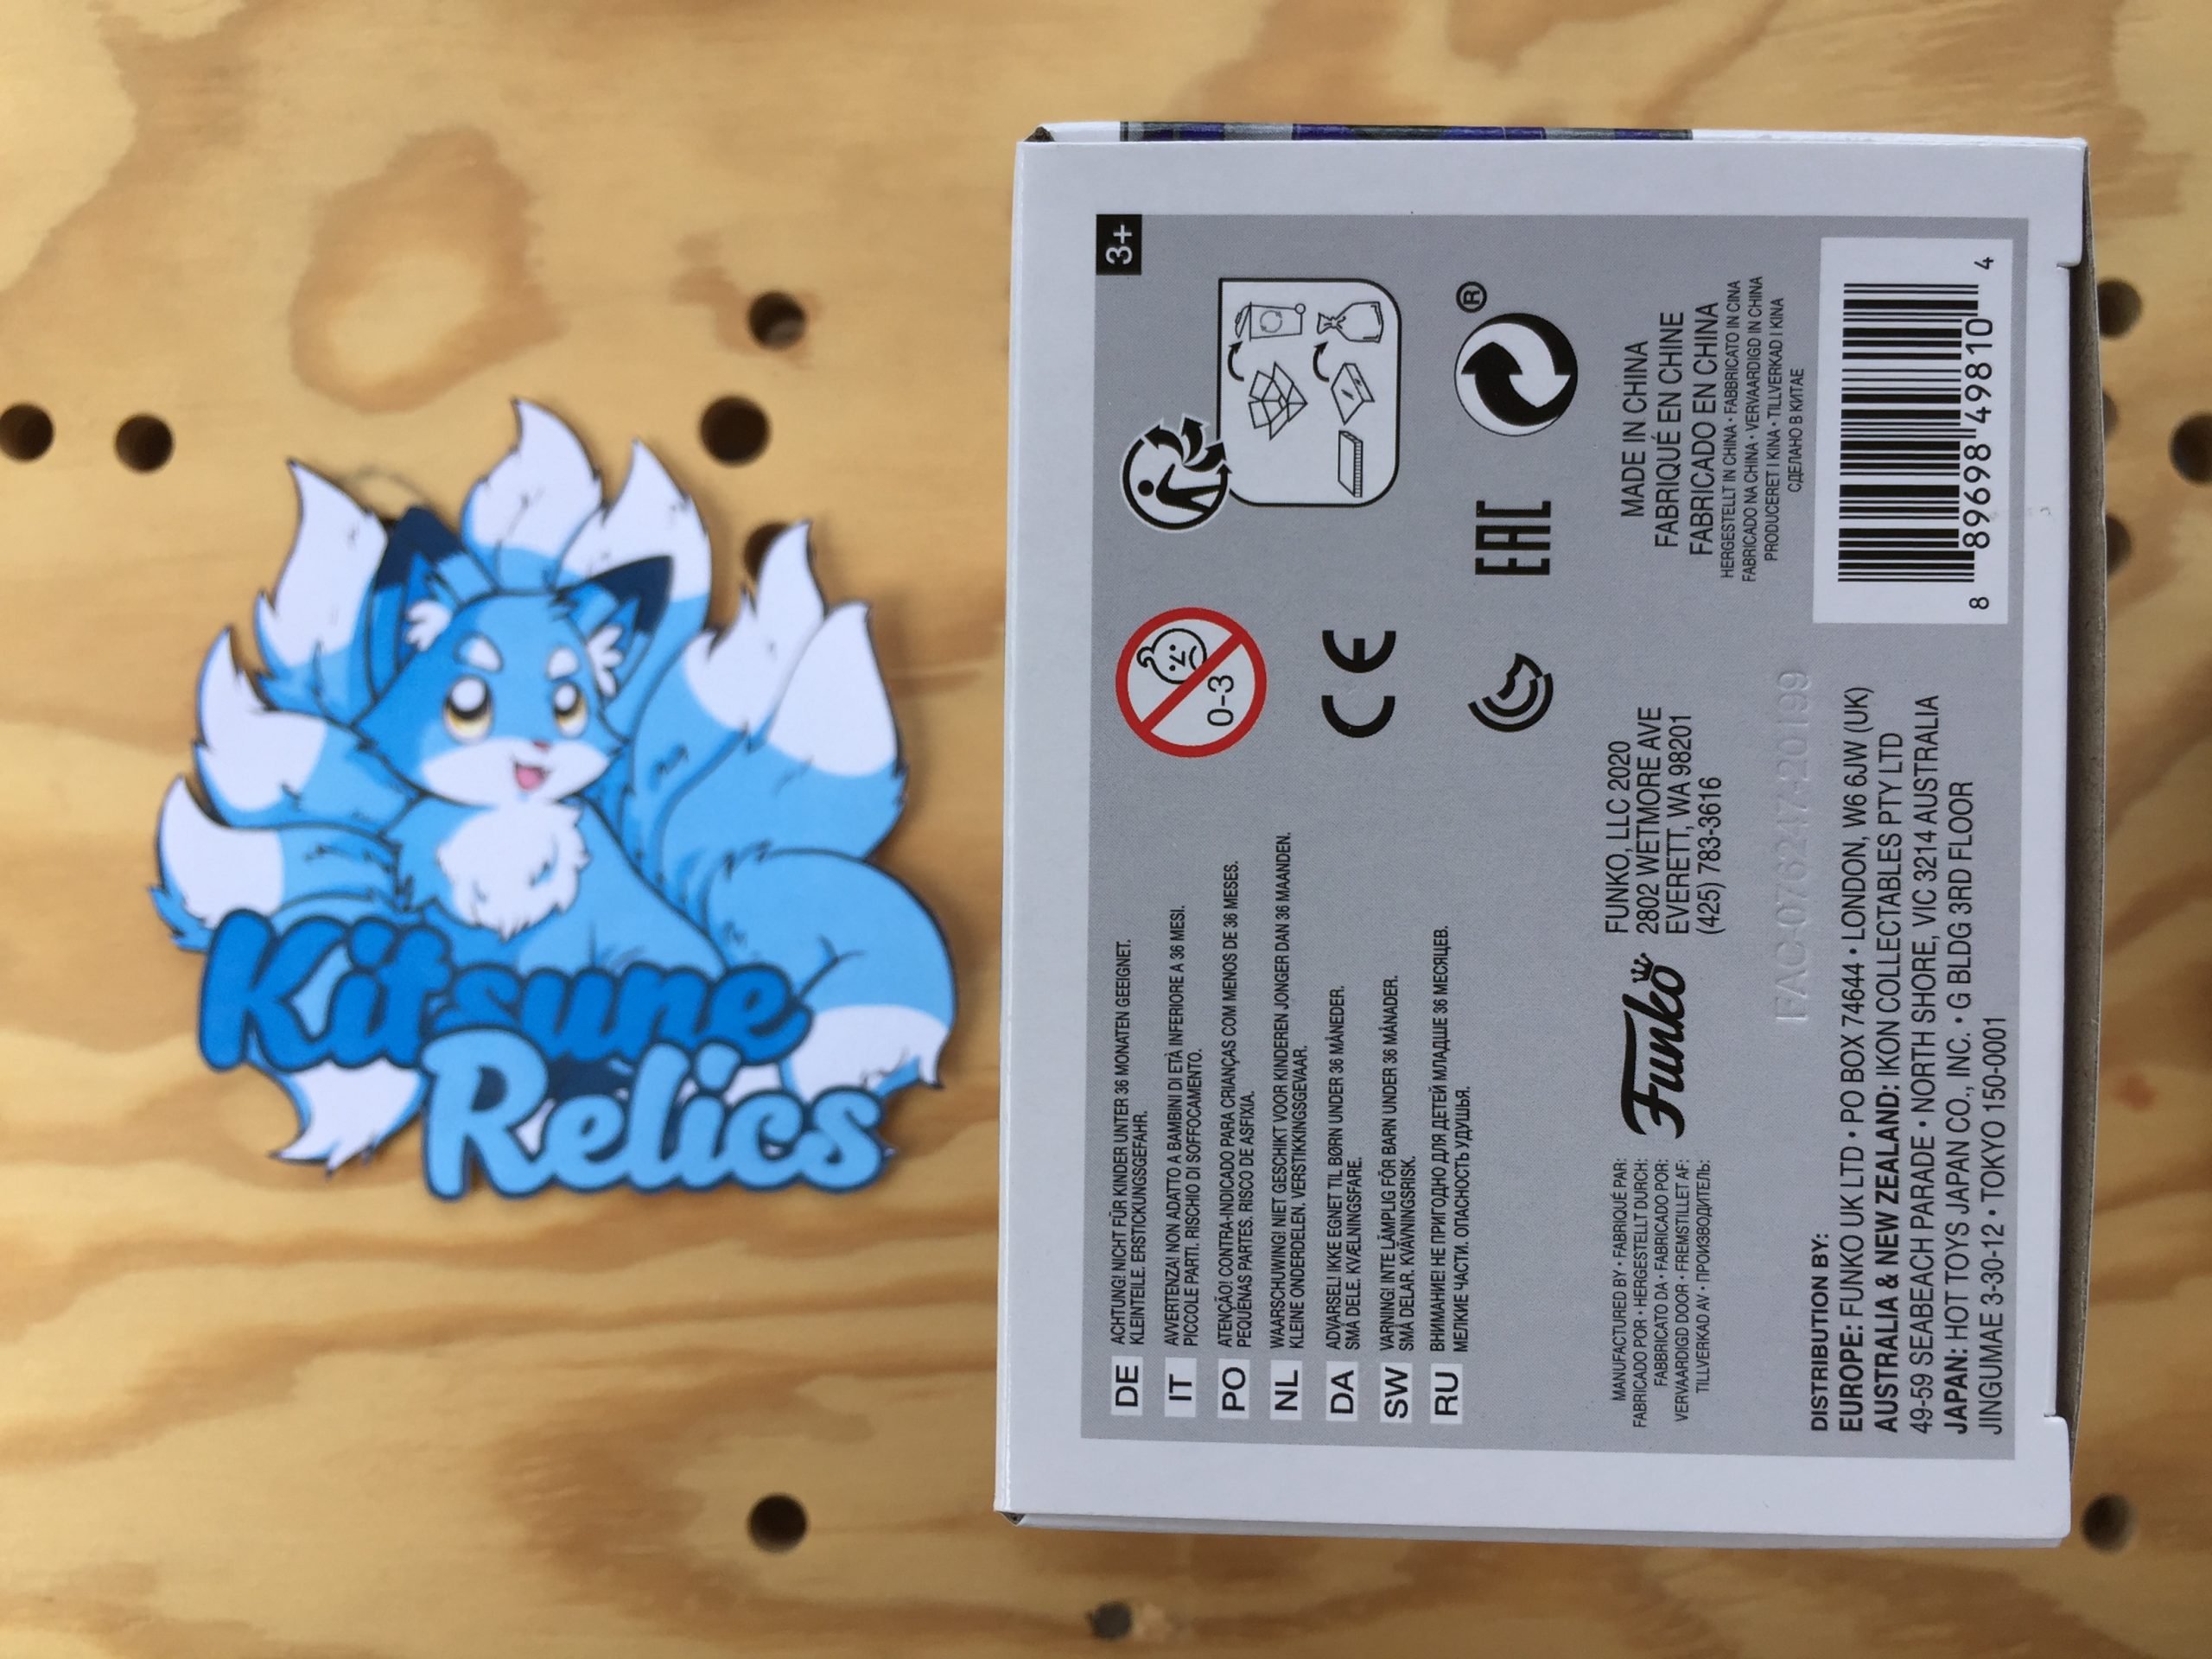 Kitsune
Relics
3+
DE
ACHTUNG! NICHT FÜR KINDER UNTER 36 MONATEN GEEIGNET.
KLEINTEILE. ERSTICKUNGSGEFAHR.
IT
AVVERTENZA! NON ADATTO A BAMBINI DI ETÀ INFERIORE A 36 MESI.
PICCOLE PARTI. RISCHIO DI SOFFOCAMENTO.
PO
ATENÇÃO! CONTRA-INDICADO PARA CRIANÇAS COM MENOS DE 36 MESES.
PEQUENAS PARTES. RISCO DE ASFIXIA.
NL
WAARSCHUWING! NIET GESCHIKT VOOR KINDEREN JONGER DAN 36 MAANDEN.
KLEINE ONDERDELEN. VERSTIKKINGSGEVAAR.
DA
ADVARSEL! IKKE EGNET TIL BØRN UNDER 36 MÅNEDER.
SMÅ DELE. KVÆLNINGSFARE.
SW
VARNING! INTE LÄMPLIG FÖR BARN UNDER 36 MÅNADER.
SMÅ DELAR. KVÄVNINGSRISK.
RU
ВНИМАНИЕ! НЕ ПРИГОДНО ДЛЯ ДЕТЕЙ МЛАДШЕ 36 МЕСЯЦЕВ.
МЕЛКИЕ ЧАСТИ. ОПАСНОСТЬ УДУШЬЯ.
0-3
CE
EAC
®
MANUFACTURED BY • FABRIQUÉ PAR:
FABRICADO POR • HERGESTELLT DURCH:
FABBRICATO DA • FABRICADO POR:
VERVAARDIGD DOOR • FREMSTILLET AF:
TILLVERKAD AV • ПРОИЗВОДИТЕЛЬ:
Funko
FUNKO, LLC 2020
2802 WETMORE AVE
EVERETT, WA 98201
(425) 783-3616
MADE IN CHINA
FABRIQUÉ EN CHINE
FABRICADO EN CHINA
HERGESTELLT IN CHINA • FABBRICATO IN CINA
FABRICADO NA CHINA • VERVAARDIGD IN CHINA
PRODUCERET I KINA • TILLVERKAD I KINA
СДЕЛАНО В КИТАЕ
FAC-076247-20199
DISTRIBUTION BY:
EUROPE: FUNKO UK LTD • PO BOX 74644 • LONDON, W6 6JW (UK)
AUSTRALIA & NEW ZEALAND: IKON COLLECTABLES PTY LTD
49-59 SEABEACH PARADE • NORTH SHORE, VIC 3214 AUSTRALIA
JAPAN: HOT TOYS JAPAN CO., INC. • G BLDG 3RD FLOOR
JINGUMAE 3-30-12 • TOKYO 150-0001
8 89698 49810 4